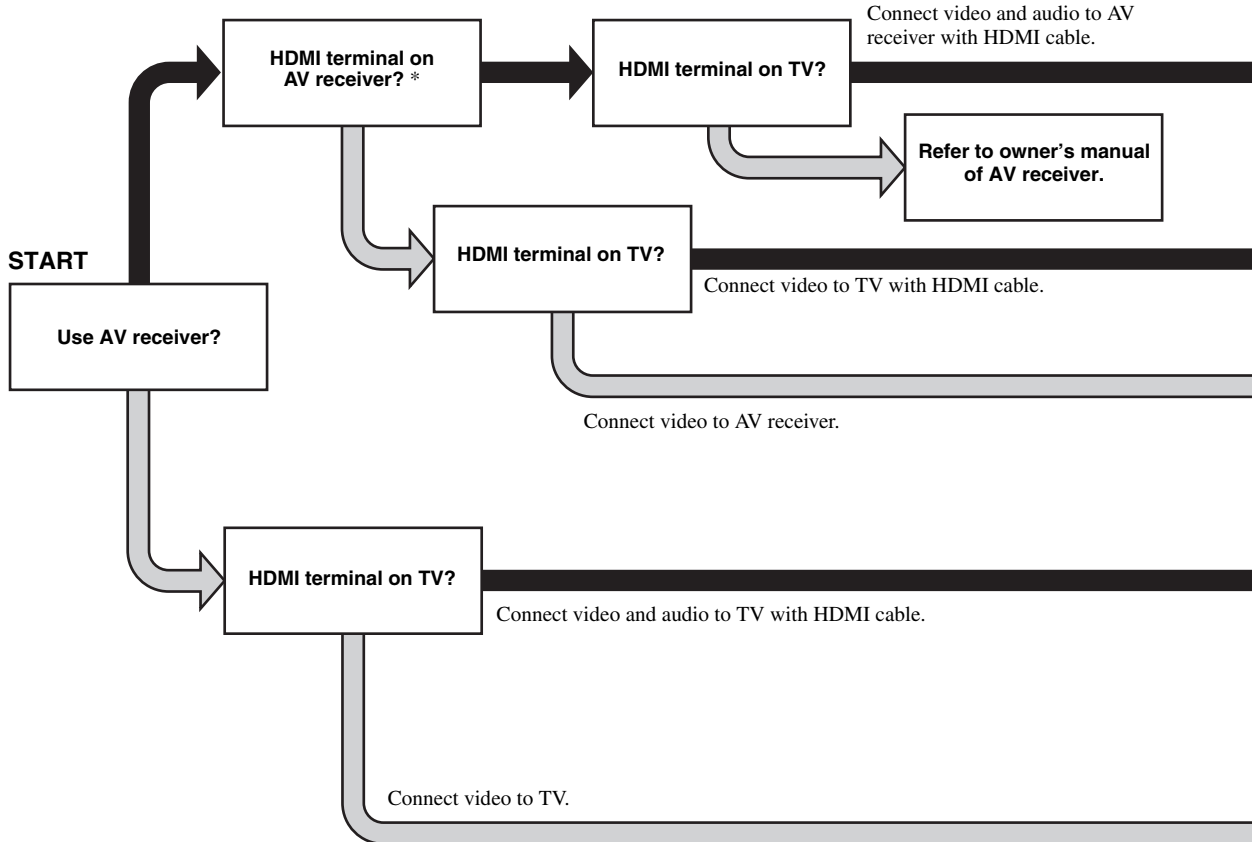 Connect video and audio to AV
receiver with HDMI cable.
HDMI terminal on
AV receiver? *
HDMI terminal on TV?
Refer to owner's manual
of AV receiver.
HDMI terminal on TV?
START
Connect video to TV with HDMI cable.
Use AV receiver?
Connect video to AV receiver.
HDMI terminal on TV?
Connect video and audio to TV with HDMI cable.
Connect video to TV.